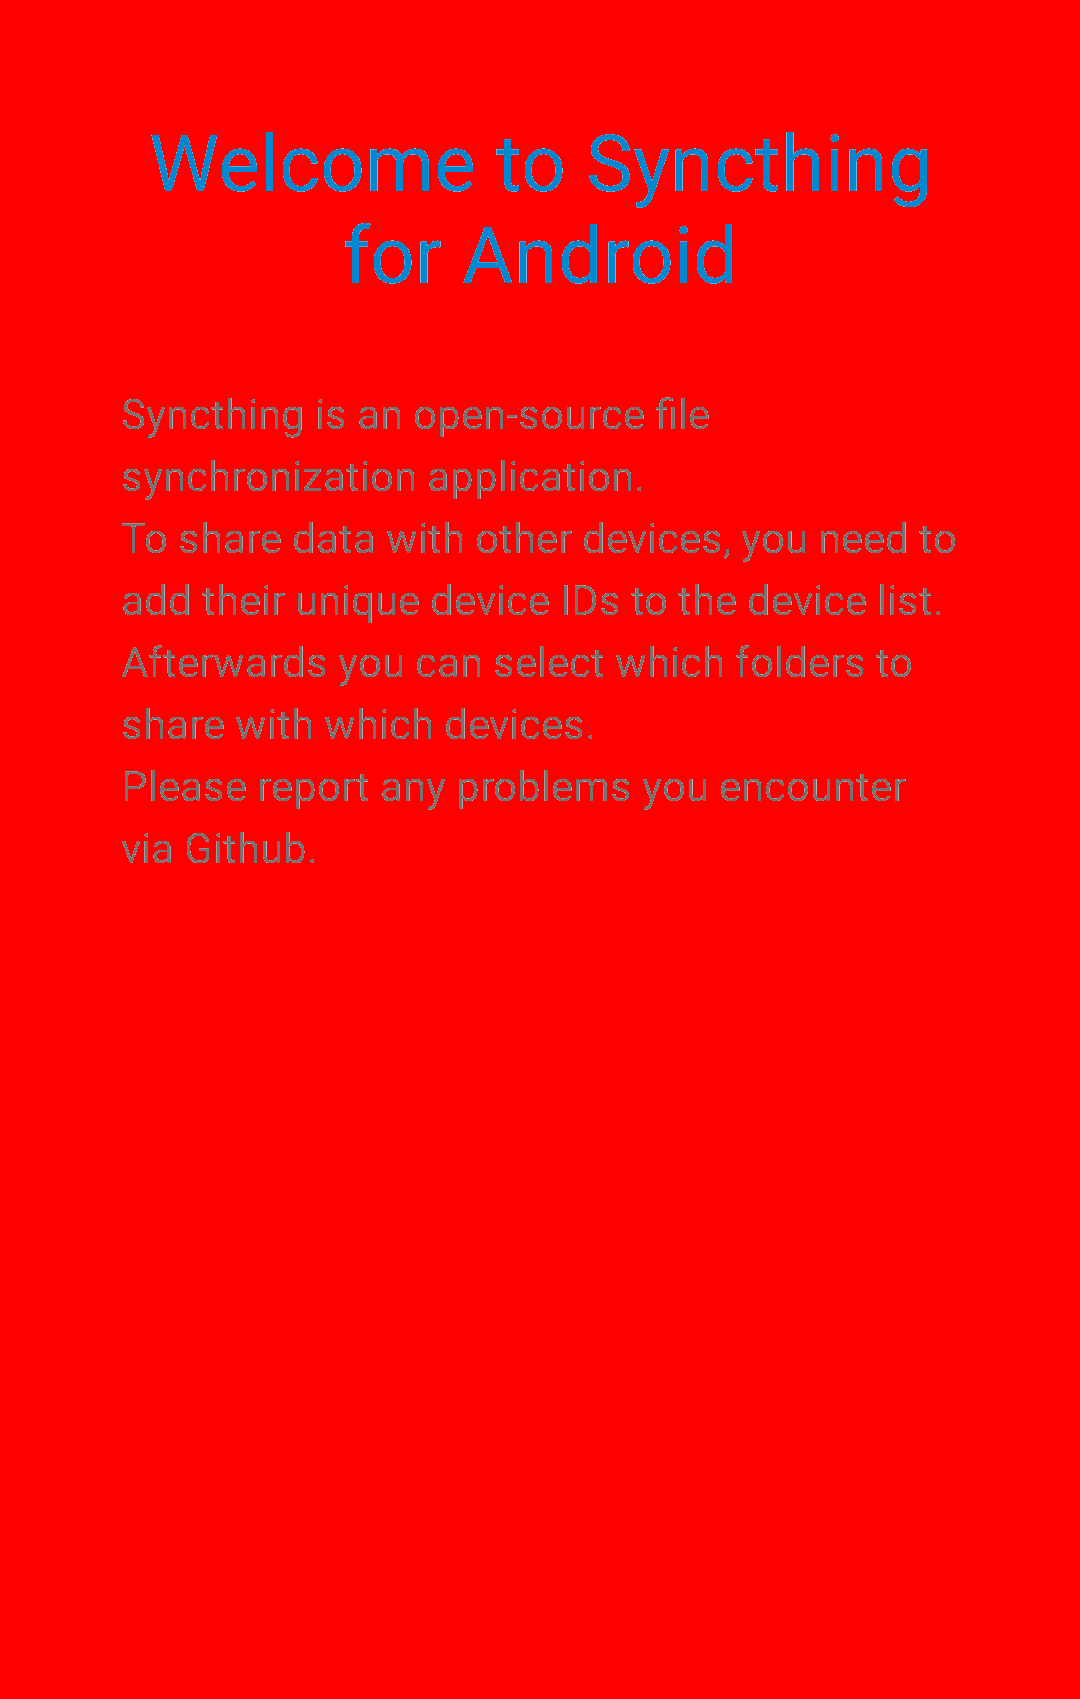 Welcome to Syncthing
for Android
Syncthing is an open-source file
synchronization application.
To share data with other devices, you need to
add their unique device IDs to the device list.
Afterwards you can select which folders to
share with which devices.
Please report any problems you encounter
via Github.